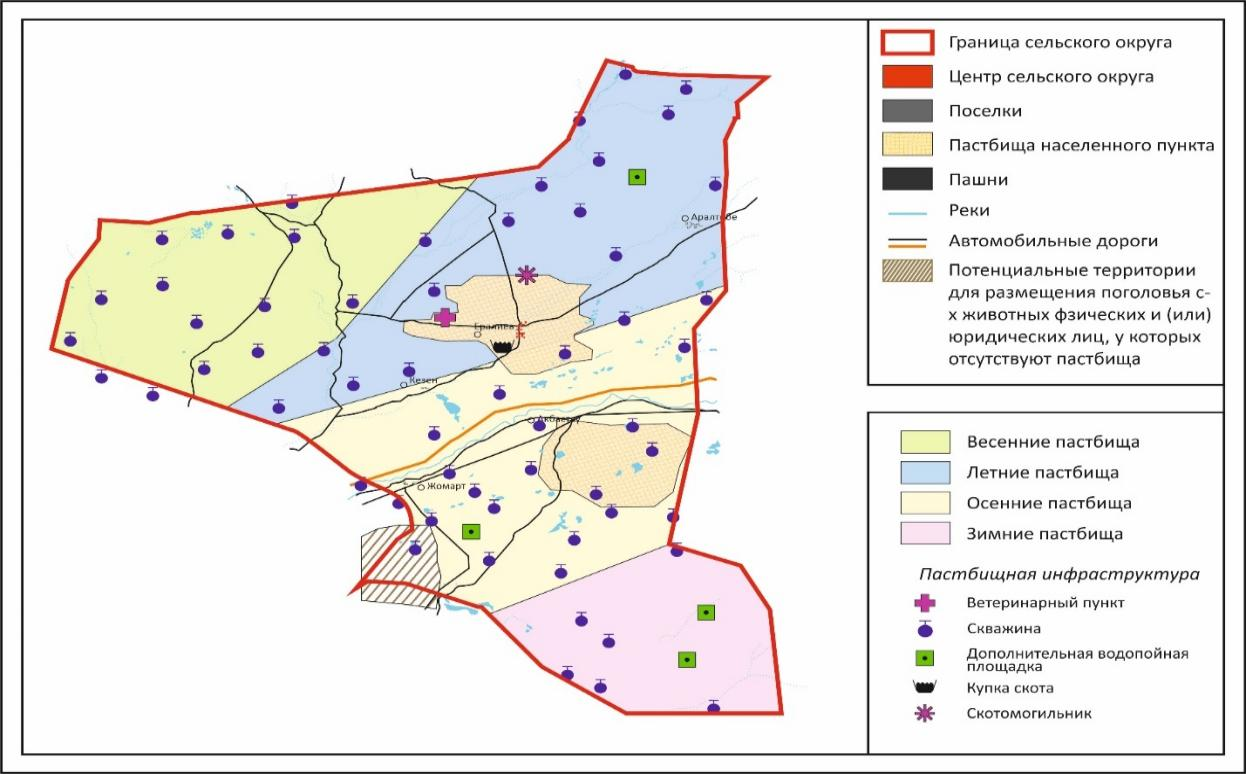 Граница сельского округа
Центр сельского округа
Поселки
Пастбища населенного пункта
Пашни
Реки
Автомобильные дороги
Потенциальные территории
для размещения поголовья с-
х животных фзических и (или)
юридических лиц, у которых
отсутствуют пастбища
Аралтобе
Ералиев
Кезен
Акбастау
Жомарт
Весенние пастбища
Летние пастбища
Осенние пастбища
Зимние пастбища
Пастбищная инфраструктура
Ветеринарный пункт
Скважина
Дополнительная водопойная
площадка
Купка скота
Скотомогильник